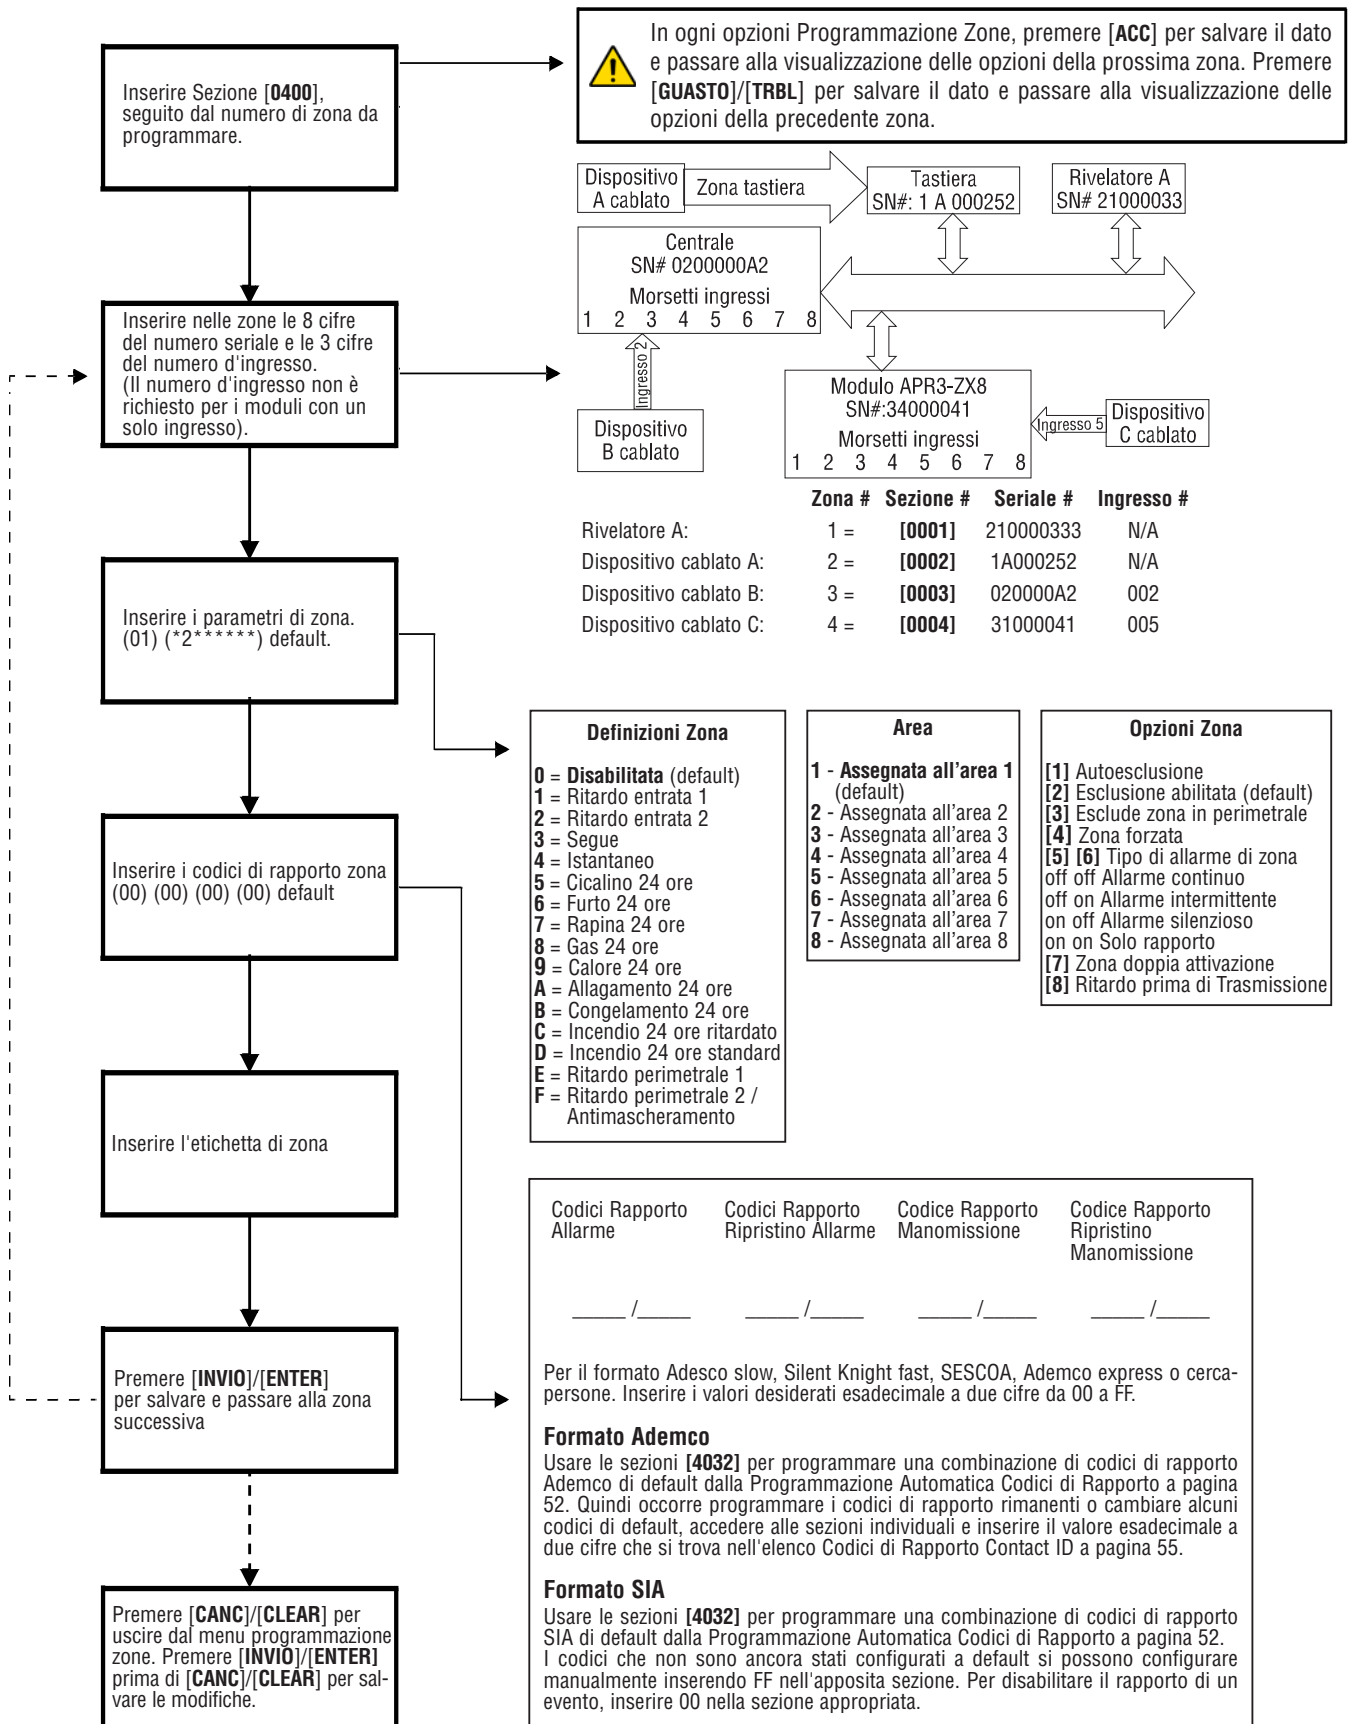 Inserire Sezione [0400],
seguito dal numero di zona da
programmare.
In ogni opzioni Programmazione Zone, premere [ACC] per salvare il dato
e passare alla visualizzazione delle opzioni della prossima zona. Premere
[GUASTO]/[TRBL] per salvare il dato e passare alla visualizzazione delle
opzioni della precedente zona.
Dispositivo
A cablato
Zona tastiera
Tastiera
SN#: 1 A 000252
Rivelatore A
SN# 21000033
Centrale
SN# 0200000A2
Morsetti ingressi
1 2 3 4 5 6 7 8
Ingresso 2
Dispositivo
B cablato
Modulo APR3-ZX8
SN#:34000041
Morsetti ingressi
1 2 3 4 5 6 7 8
Ingresso 5
Dispositivo
C cablato
Inserire nelle zone le 8 cifre
del numero seriale e le 3 cifre
del numero d'ingresso.
(Il numero d'ingresso non è
richiesto per i moduli con un
solo ingresso).
Zona # Sezione # Seriale # Ingresso #
Rivelatore A: 1 = [0001] 210000333 N/A
Dispositivo cablato A: 2 = [0002] 1A000252 N/A
Dispositivo cablato B: 3 = [0003] 020000A2 002
Dispositivo cablato C: 4 = [0004] 31000041 005
Inserire i parametri di zona.
(01) (*2******) default.
Definizioni Zona
0 = Disabilitata (default)
1 = Ritardo entrata 1
2 = Ritardo entrata 2
3 = Segue
4 = Istantaneo
5 = Cicalino 24 ore
6 = Furto 24 ore
7 = Rapina 24 ore
8 = Gas 24 ore
9 = Calore 24 ore
A = Allagamento 24 ore
B = Congelamento 24 ore
C = Incendio 24 ore ritardato
D = Incendio 24 ore standard
E = Ritardo perimetrale 1
F = Ritardo perimetrale 2 /
Antimascheramento
Area
1 - Assegnata all'area 1
(default)
2 - Assegnata all'area 2
3 - Assegnata all'area 3
4 - Assegnata all'area 4
5 - Assegnata all'area 5
6 - Assegnata all'area 6
7 - Assegnata all'area 7
8 - Assegnata all'area 8
Opzioni Zona
[1] Autoesclusione
[2] Esclusione abilitata (default)
[3] Esclude zona in perimetrale
[4] Zona forzata
[5] [6] Tipo di allarme di zona
off off Allarme continuo
off on Allarme intermittente
on off Allarme silenzioso
on on Solo rapporto
[7] Zona doppia attivazione
[8] Ritardo prima di Trasmissione
Inserire i codici di rapporto zona
(00) (00) (00) (00) default
Inserire l'etichetta di zona
Premere [INVIO]/[ENTER]
per salvare e passare alla zona
successiva
Premere [CANC]/[CLEAR] per
uscire dal menu programmazione
zone. Premere [INVIO]/[ENTER]
prima di [CANC]/[CLEAR] per sal-
vare le modifiche.
Codici Rapporto
Allarme
Codici Rapporto
Ripristino Allarme
Codice Rapporto
Manomissione
Codice Rapporto
Ripristino
Manomissione
_____ /_____ _____ /_____ _____ /_____ _____ /_____
Per il formato Adesco slow, Silent Knight fast, SESCOA, Ademco express o cerca-
persone. Inserire i valori desiderati esadecimale a due cifre da 00 a FF.
Formato Ademco
Usare le sezioni [4032] per programmare una combinazione di codici di rapporto
Ademco di default dalla Programmazione Automatica Codici di Rapporto a pagina
52. Quindi occorre programmare i codici di rapporto rimanenti o cambiare alcuni
codici di default, accedere alle sezioni individuali e inserire il valore esadecimale a
due cifre che si trova nell'elenco Codici di Rapporto Contact ID a pagina 55.
Formato SIA
Usare le sezioni [4032] per programmare una combinazione di codici di rapporto
SIA di default dalla Programmazione Automatica Codici di Rapporto a pagina 52.
I codici che non sono ancora stati configurati a default si possono configurare
manualmente inserendo FF nell'apposita sezione. Per disabilitare il rapporto di un
evento, inserire 00 nella sezione appropriata.